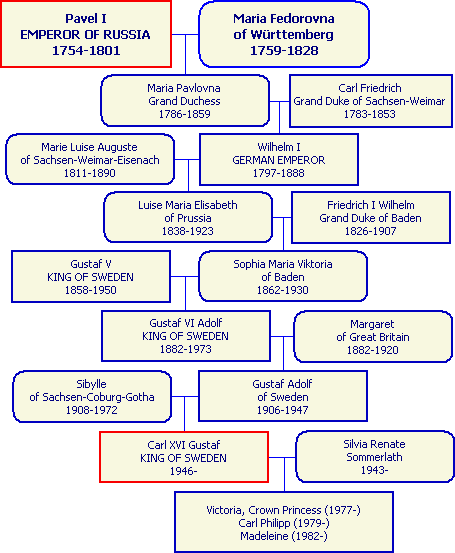 Pavel I
EMPEROR OF RUSSIA
1754-1801
Maria Fedorovna
of Württemberg
1759-1828
Maria Pavlovna
Grand Duchess
1786-1859
Carl Friedrich
Grand Duke of Sachsen-Weimar
1783-1853
Marie Luise Auguste
of Sachsen-Weimar-Eisenach
1811-1890
Wilhelm I
GERMAN EMPEROR
1797-1888
Luise Maria Elisabeth
of Prussia
1838-1923
Friedrich I Wilhelm
Grand Duke of Baden
1826-1907
Gustaf V
KING OF SWEDEN
1858-1950
Sophia Maria Viktoria
of Baden
1862-1930
Gustaf VI Adolf
KING OF SWEDEN
1882-1973
Margaret
of Great Britain
1882-1920
Sibylle
of Sachsen-Coburg-Gotha
1908-1972
Gustaf Adolf
of Sweden
1906-1947
Carl XVI Gustaf
KING OF SWEDEN
1946-
Silvia Renate
Sommerlath
1943-
Victoria, Crown Princess (1977-)
Carl Philipp (1979-)
Madeleine (1982-)